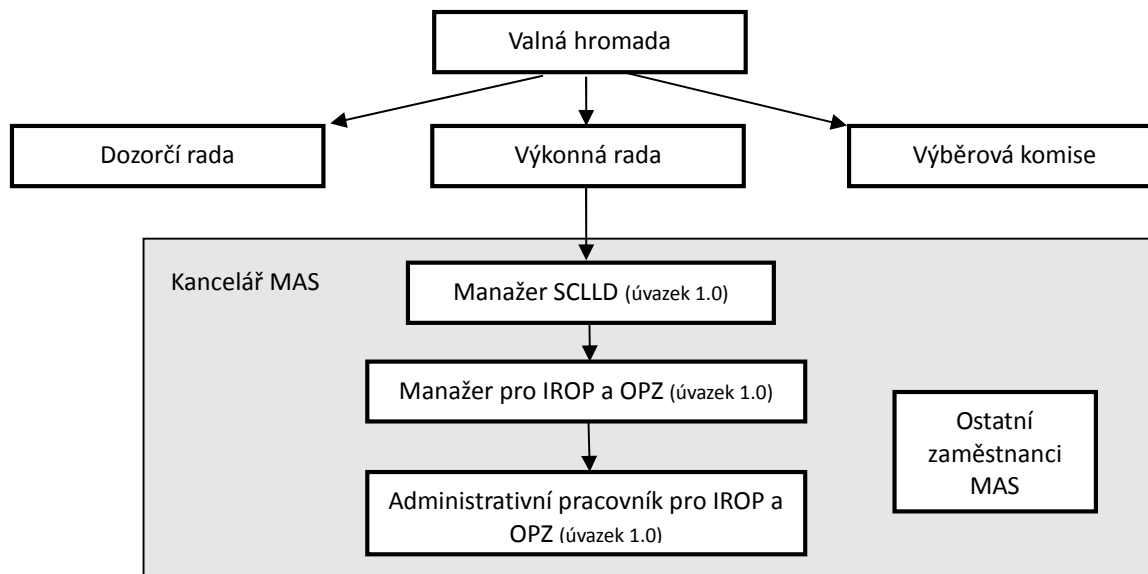 Valná hromada
Dozorčí rada
Výkonná rada
Výběrová komise
Kancelář MAS
Manažer SCLLD (úvazek 1.0)
Manažer pro IROP a OPZ (úvazek 1.0)
Ostatní
zaměstnanci
MAS
Administrativní pracovník pro IROP a
OPZ (úvazek 1.0)